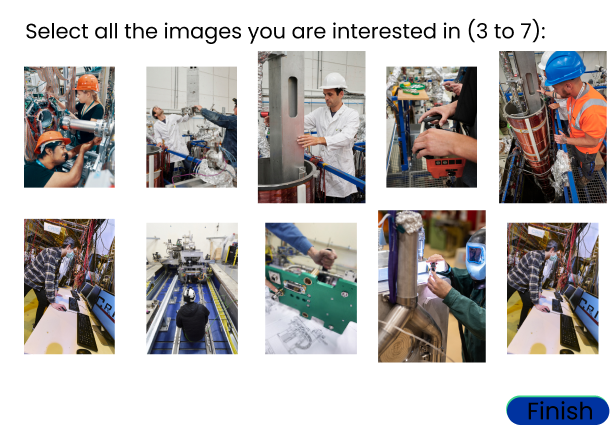 Select all the images you are interested in (3 to 7):
Finish